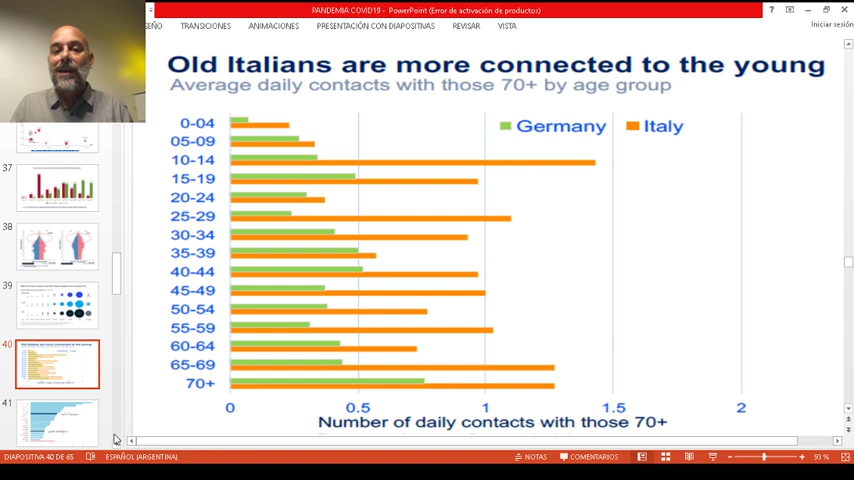 PANDEMIA COVID19 - PowerPoint (Error de activación de productos)
SEÑO TRANSICIONES ANIMACIONES PRESENTACIÓN CON DIAPOSITIVAS REVISAR VISTA
Iniciar sesión
Old Italians are more connected to the young
Average daily contacts with those 70+ by age group
Germany Italy
0-04
05-09
10-14
15-19
20-24
25-29
30-34
35-39
40-44
45-49
50-54
55-59
60-64
65-69
70+
0 0.5 1 1.5 2
Number of daily contacts with those 70+
37
38
39
40
41
DIAPOSITIVA 40 DE 65 ESPAÑOL (ARGENTINA) NOTAS COMENTARIOS 93 %